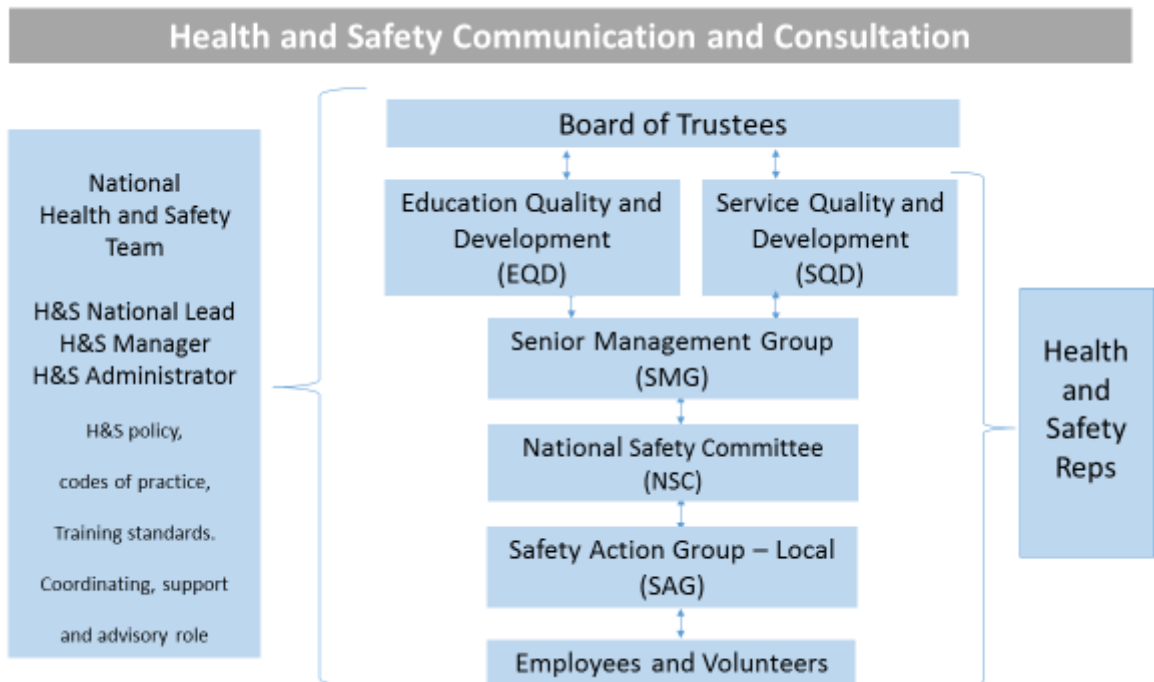 Health and Safety Communication and Consultation
National
Health and Safety
Team
H&S National Lead
H&S Manager
H&S Administrator
H&S policy,
codes of practice,
Training standards.
Coordinating, support
and advisory role
Board of Trustees
Education Quality and
Development
(EQD)
Service Quality and
Development
(SQD)
Senior Management Group
(SMG)
National Safety Committee
(NSC)
Safety Action Group – Local
(SAG)
Employees and Volunteers
Health
and
Safety
Reps